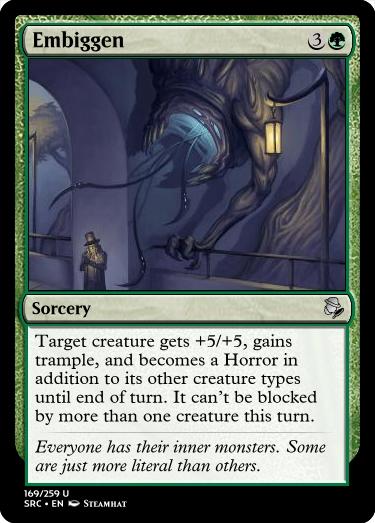 Embiggen 3
Sorcery
Target creature gets +5/+5, gains
trample, and becomes a Horror in
addition to its other creature types
until end of turn. It can't be blocked
by more than one creature this turn.
Everyone has their inner monsters. Some
are just more literal than others.
169/259 U
SRC • EN Steamhat